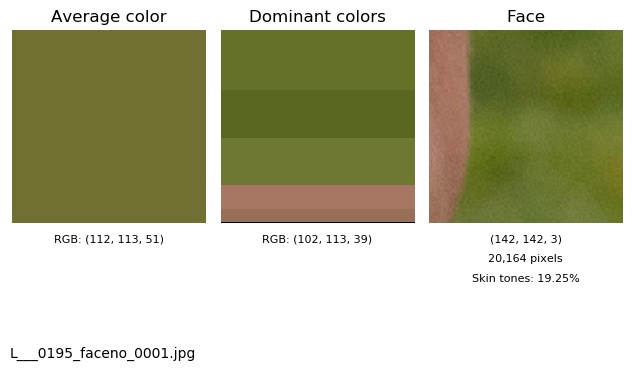 Average color
Dominant colors
Face
RGB: (112, 113, 51)
RGB: (102, 113, 39)
(142, 142, 3)
20,164 pixels
Skin tones: 19.25%
L___0195_faceno_0001.jpg